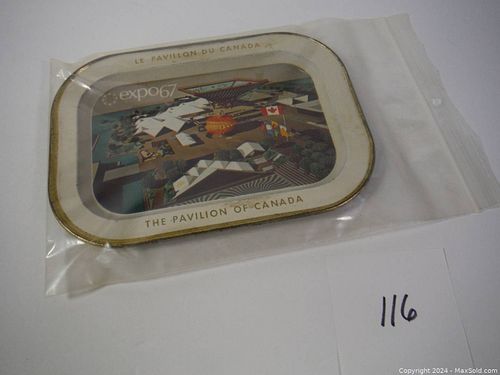 LE PAVILLON DU CANADA
expo67
THE PAVILION OF CANADA
116
Copyright 2024 - MaxSold.com